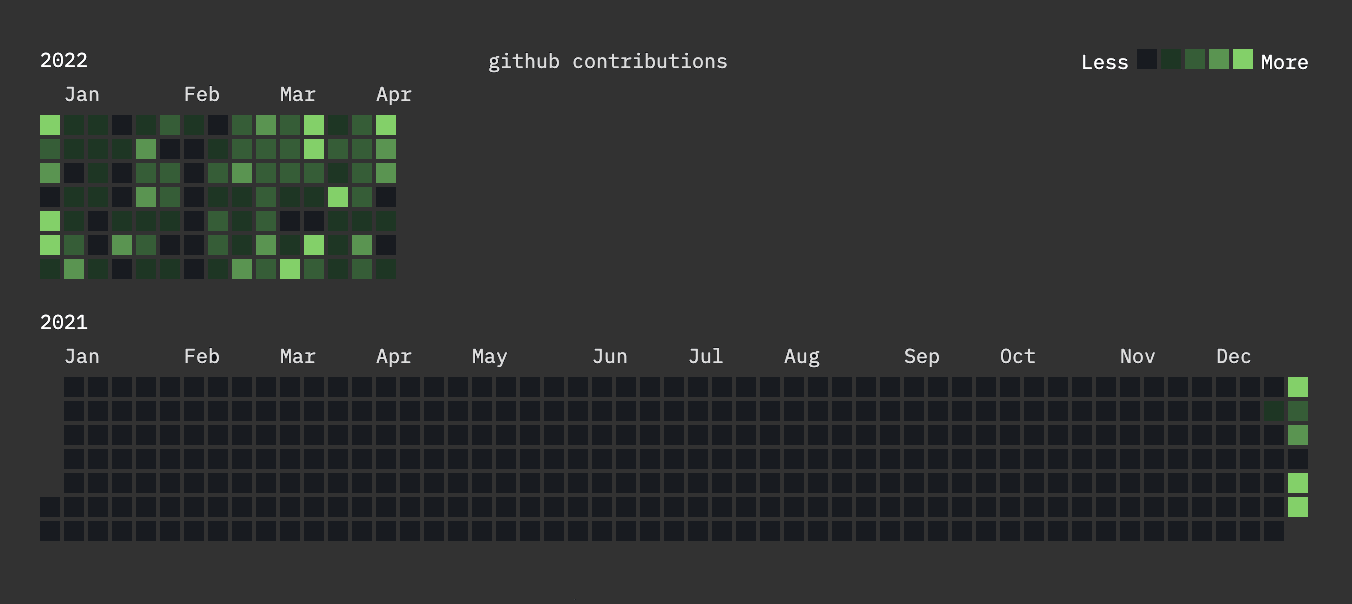 2022
github contributions
Less More
Jan Feb Mar Apr
2021
Jan Feb Mar Apr May Jun Jul Aug Sep Oct Nov Dec